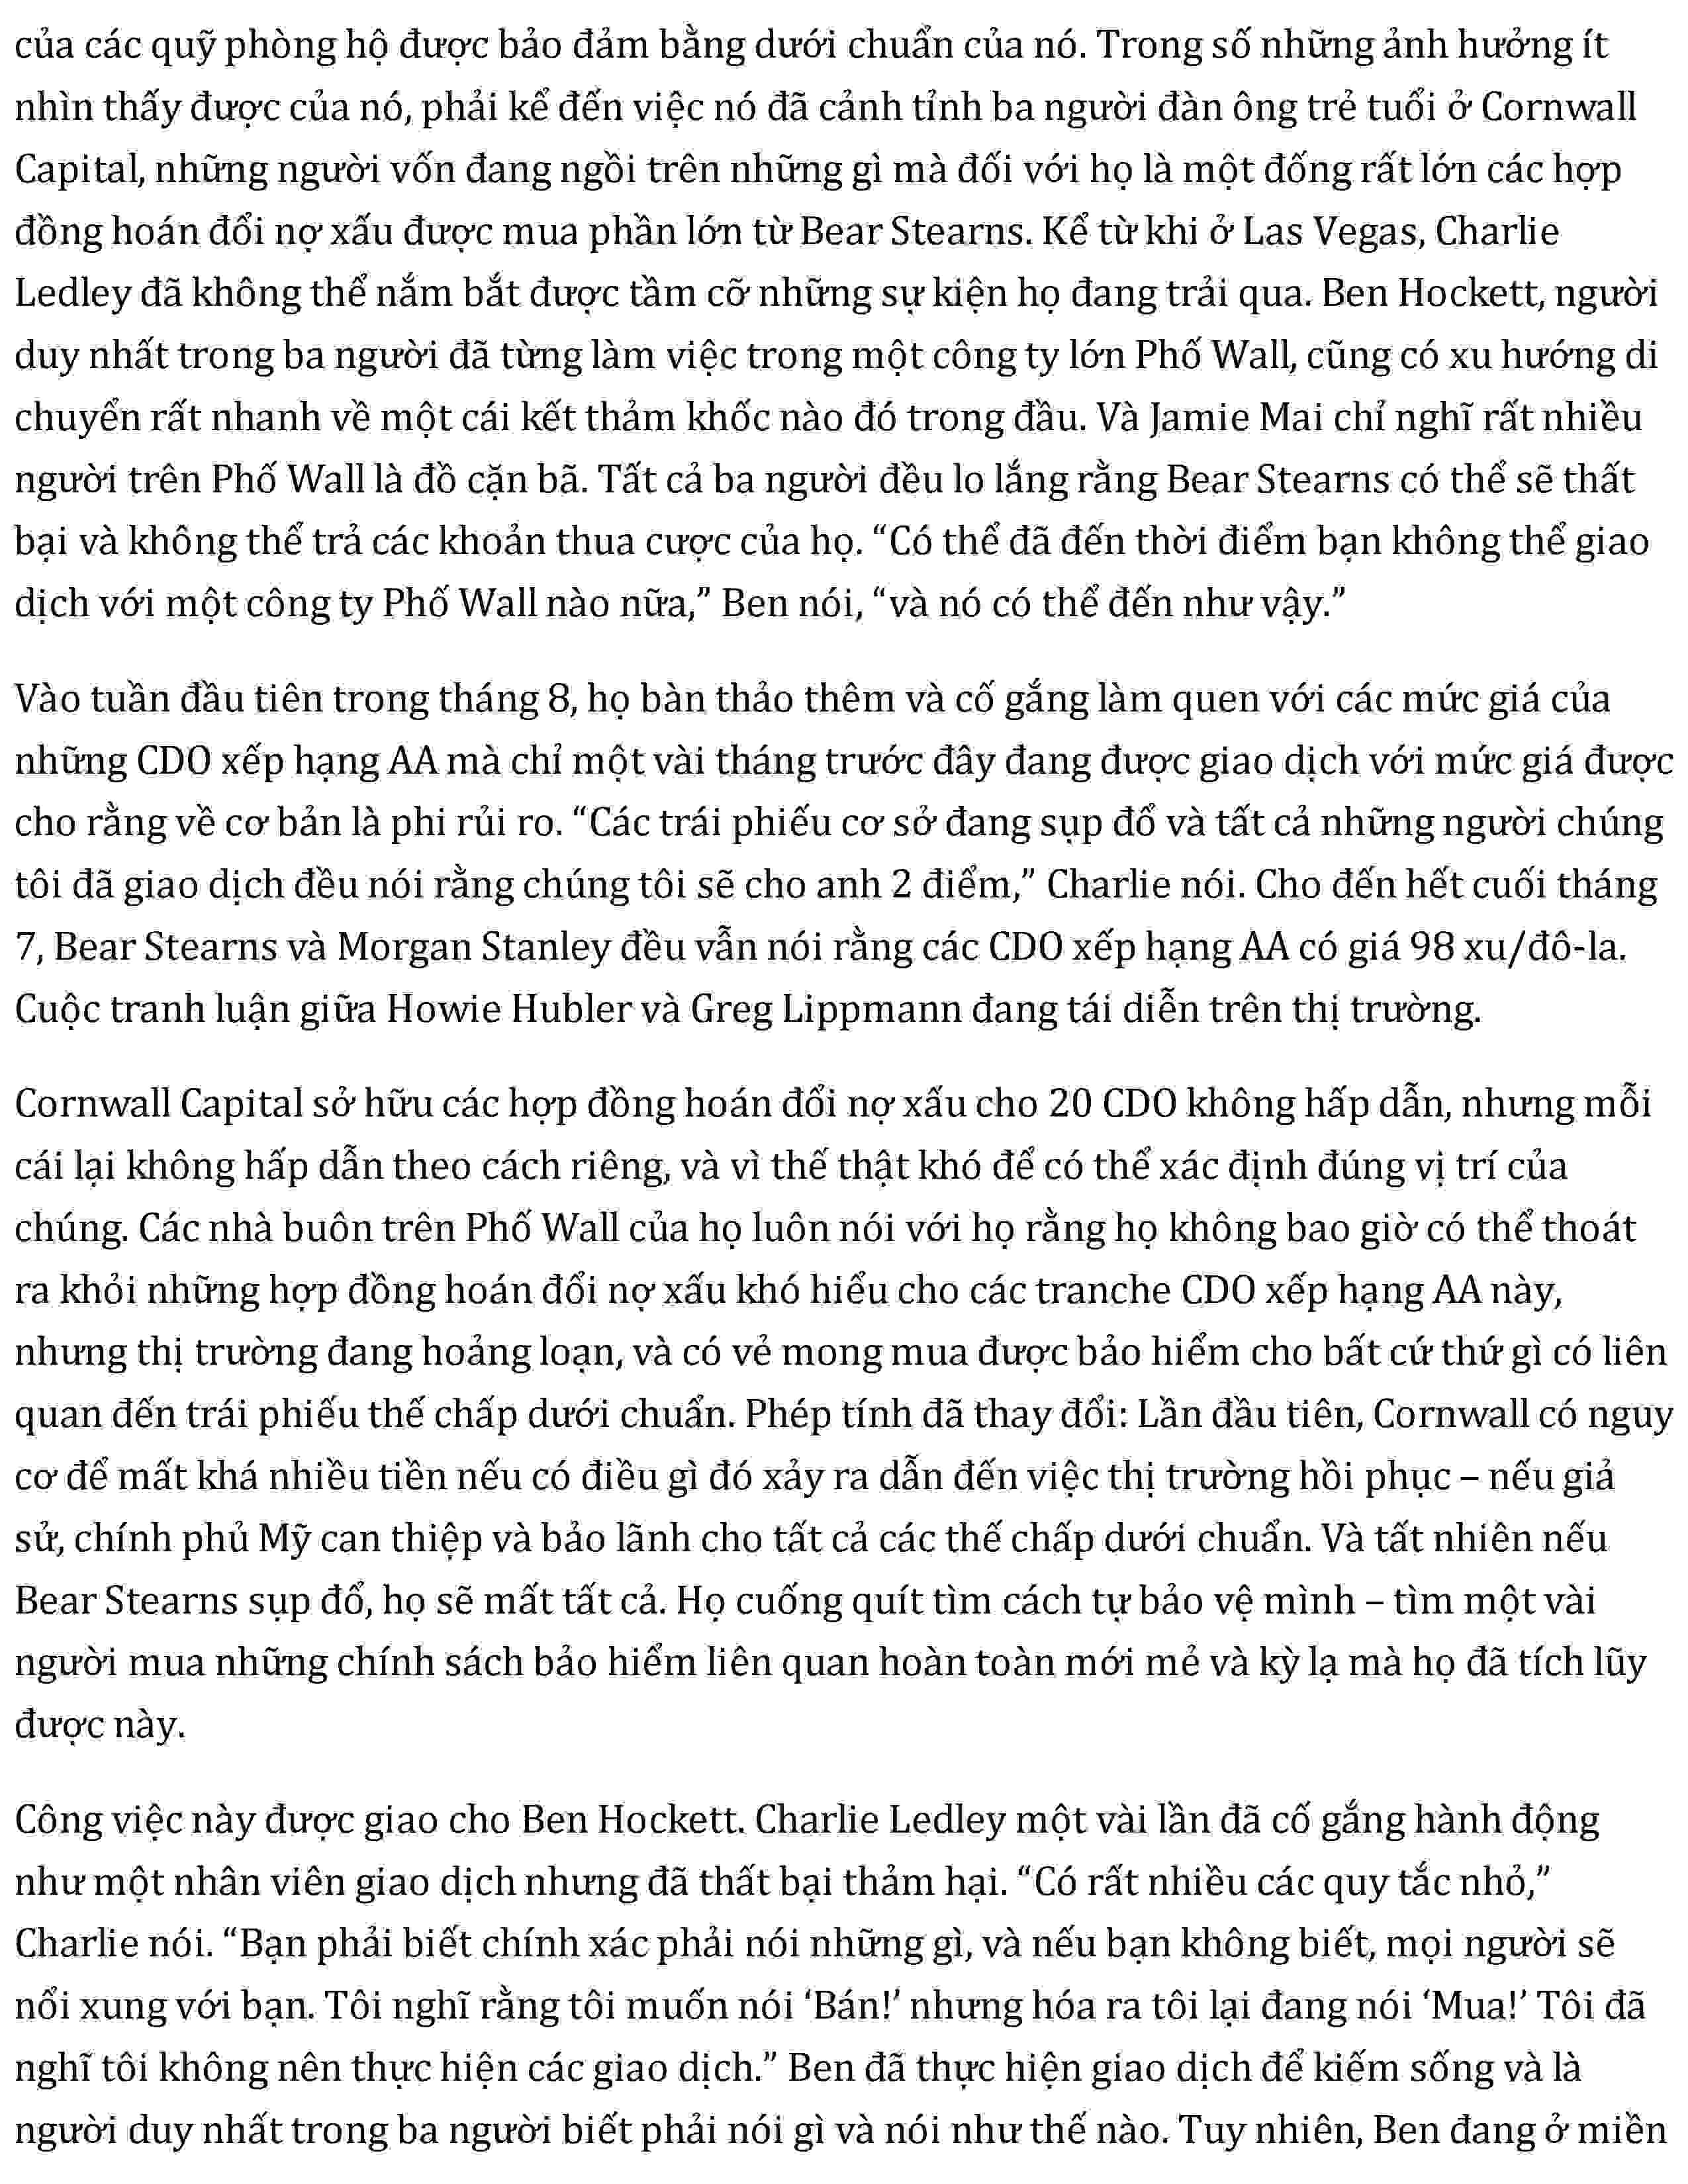 của các quỹ phòng hộ được bảo đảm bằng dưới chuẩn của nó. Trong số những ảnh hưởng ít
nhìn thấy được của nó, phải kể đến việc nó đã cảnh tỉnh ba người đàn ông trẻ tuổi ở Cornwall
Capital, những người vốn đang ngồi trên những gì mà đối với họ là một đống rất lớn các hợp
đồng hoán đổi nợ xấu được mua phần lớn từ Bear Stearns. Kể từ khi ở Las Vegas, Charlie
Ledley đã không thể nắm bắt được tầm cỡ những sự kiện họ đang trải qua. Ben Hockett, người
duy nhất trong ba người đã từng làm việc trong một công ty lớn Phố Wall, cũng có xu hướng di
chuyển rất nhanh về một cái kết thảm khốc nào đó trong đầu. Và Jamie Mai chỉ nghĩ rất nhiều
người trên Phố Wall là đồ cặn bã. Tất cả ba người đều lo lắng rằng Bear Stearns có thể sẽ thất
bại và không thể trả các khoản thua cược của họ. “Có thể đã đến thời điểm bạn không thể giao
dịch với một công ty Phố Wall nào nữa,” Ben nói, “và nó có thể đến như vậy.”
Vào tuần đầu tiên trong tháng 8, họ bàn thảo thêm và cố gắng làm quen với các mức giá của
những CDO xếp hạng AA mà chỉ một vài tháng trước đây đang được giao dịch với mức giá được
cho rằng về cơ bản là phi rủi ro. “Các trái phiếu cơ sở đang sụp đổ và tất cả những người chúng
tôi đã giao dịch đều nói rằng chúng tôi sẽ cho anh 2 điểm,” Charlie nói. Cho đến hết cuối tháng
7, Bear Stearns và Morgan Stanley đều vẫn nói rằng các CDO xếp hạng AA có giá 98 xu/đô-la.
Cuộc tranh luận giữa Howie Hubler và Greg Lippmann đang tái diễn trên thị trường.
Cornwall Capital sở hữu các hợp đồng hoán đổi nợ xấu cho 20 CDO không hấp dẫn, nhưng mỗi
cái lại không hấp dẫn theo cách riêng, và vì thế thật khó để có thể xác định đúng vị trí của
chúng. Các nhà buôn trên Phố Wall của họ luôn nói với họ rằng họ không bao giờ có thể thoát
ra khỏi những hợp đồng hoán đổi nợ xấu khó hiểu cho các tranche CDO xếp hạng AA này,
nhưng thị trường đang hoảng loạn, và có vẻ mong mua được bảo hiểm cho bất cứ thứ gì có liên
quan đến trái phiếu thế chấp dưới chuẩn. Phép tính đã thay đổi: Lần đầu tiên, Cornwall có nguy
cơ để mất khá nhiều tiền nếu có điều gì đó xảy ra dẫn đến việc thị trường hồi phục – nếu giả
sử, chính phủ Mỹ can thiệp và bảo lãnh cho tất cả các thế chấp dưới chuẩn. Và tất nhiên nếu
Bear Stearns sụp đổ, họ sẽ mất tất cả. Họ cuống quít tìm cách tự bảo vệ mình – tìm một vài
người mua những chính sách bảo hiểm liên quan hoàn toàn mới mẻ và kỳ lạ mà họ đã tích lũy
được này.
Công việc này được giao cho Ben Hockett. Charlie Ledley một vài lần đã cố gắng hành động
như một nhân viên giao dịch nhưng đã thất bại thảm hại. “Có rất nhiều các quy tắc nhỏ,”
Charlie nói. “Bạn phải biết chính xác phải nói những gì, và nếu bạn không biết, mọi người sẽ
nổi xung với bạn. Tôi nghĩ rằng tôi muốn nói ‘Bán!’ nhưng hóa ra tôi lại đang nói ‘Mua!’ Tôi đã
nghĩ tôi không nên thực hiện các giao dịch.” Ben đã thực hiện giao dịch để kiếm sống và là
người duy nhất trong ba người biết phải nói gì và nói như thế nào. Tuy nhiên, Ben đang ở miền